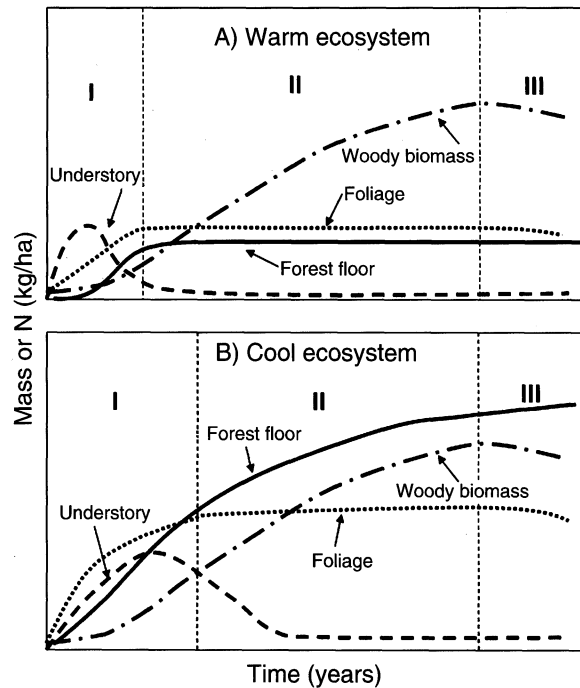 A) Warm ecosystem
I
II
III
Understory
Woody biomass
Foliage
Forest floor
Mass or N (kg/ha)
B) Cool ecosystem
I
II
III
Forest floor
Woody biomass
Understory
Foliage
Time (years)